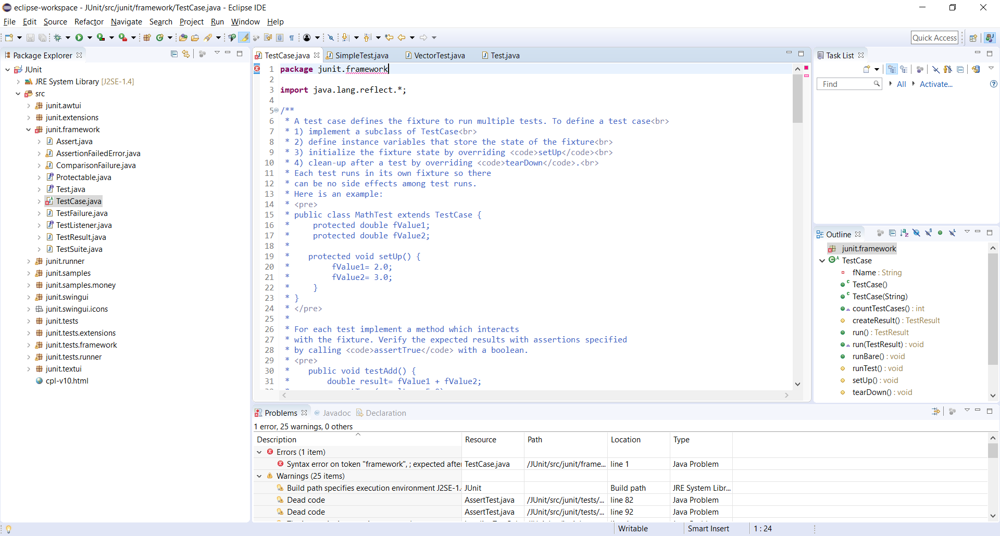 eclipse-workspace - JUnit/src/junit/framework/TestCase.java - Eclipse IDE
File Edit Source Refactor Navigate Search Project Run Window Help
Quick Access
Package Explorer
JUnit
JRE System Library [J2SE-1.4]
src
junit.awtui
junit.extensions
junit.framework
Assert.java
AssertionFailedError.java
ComparisonFailure.java
Protectable.java
Test.java
TestCase.java
TestFailure.java
TestListener.java
TestResult.java
TestSuite.java
junit.runner
junit.samples
junit.samples.money
junit.swingui
junit.swingui.icons
junit.tests
junit.tests.extensions
junit.tests.framework
junit.tests.runner
junit.textui
cpl-v10.html
TestCase.java SimpleTest.java VectorTest.java Test.java
1 package junit.framework
2
3 import java.lang.reflect.*;
4
5 /**
6 * A test case defines the fixture to run multiple tests. To define a test case<br>
7 * 1) implement a subclass of TestCase<br>
8 * 2) define instance variables that store the state of the fixture<br>
9 * 3) initialize the fixture state by overriding <code>setUp</code><br>
10 * 4) clean-up after a test by overriding <code>tearDown</code>.<br>
11 * Each test runs in its own fixture so there
12 * can be no side effects among test runs.
13 * Here is an example:
14 * <pre>
15 * public class MathTest extends TestCase {
16 *     protected double fValue1;
17 *     protected double fValue2;
18 *
19 *    protected void setUp() {
20 *         fValue1= 2.0;
21 *         fValue2= 3.0;
22 *     }
23 * }
24 * </pre>
25 *
26 * For each test implement a method which interacts
27 * with the fixture. Verify the expected results with assertions specified
28 * by calling <code>assertTrue</code> with a boolean.
29 * <pre>
30 *    public void testAdd() {
31 *        double result= fValue1 + fValue2;
Task List
Find All Activate...
Outline
junit.framework
TestCase
fName : String
TestCase()
TestCase(String)
countTestCases() : int
createResult() : TestResult
run() : TestResult
run(TestResult) : void
runBare() : void
runTest() : void
setUp() : void
tearDown() : void
Problems @ Javadoc Declaration
1 error, 25 warnings, 0 others
Description Resource Path Location Type
Errors (1 item)
Syntax error on token "framework", ; expected after TestCase.java /JUnit/src/junit/frame... line 1 Java Problem
Warnings (25 items)
Build path specifies execution environment J2SE-1. JUnit Build path JRE System Libr...
Dead code AssertTest.java /JUnit/src/junit/tests/... line 82 Java Problem
Dead code AssertTest.java /JUnit/src/junit/tests/... line 92 Java Problem
Writable Smart Insert 1 : 24